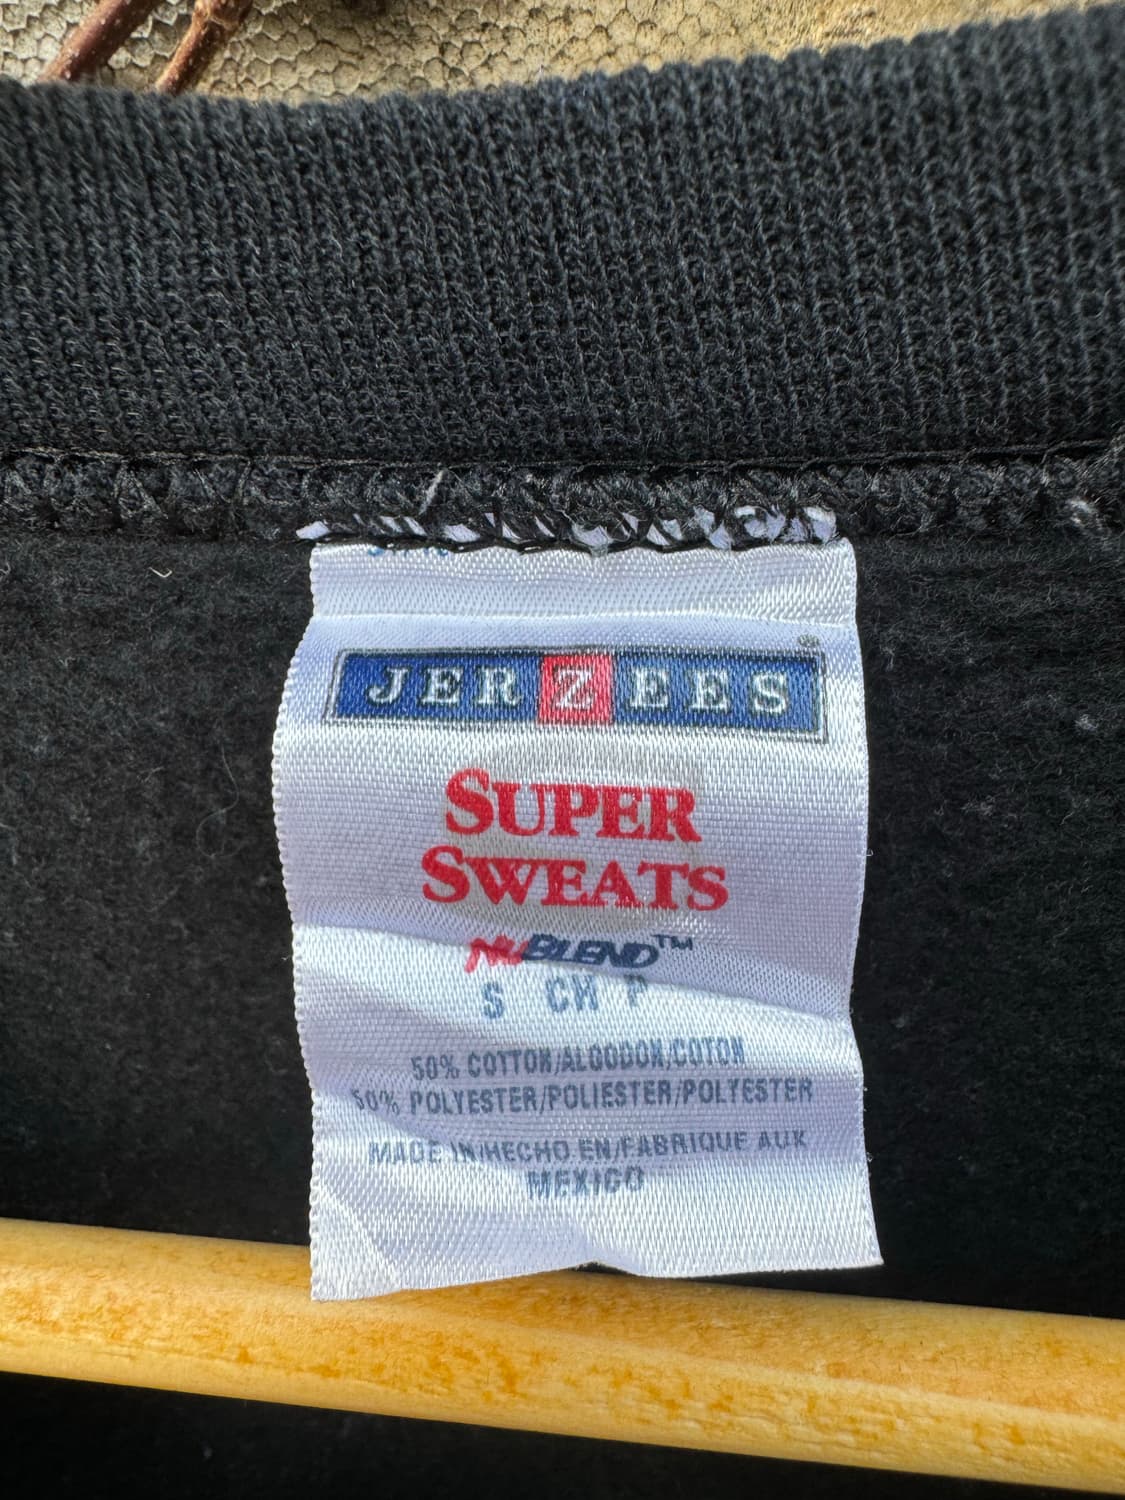 JERZEES®
SUPER
SWEATS
NUBLEND™
S CH P
50% COTTON/ALGODON/COTON
50% POLYESTER/POLIESTER/POLYESTER
MADE IN/HECHO EN/FABRIQUE AUX
MEXICO